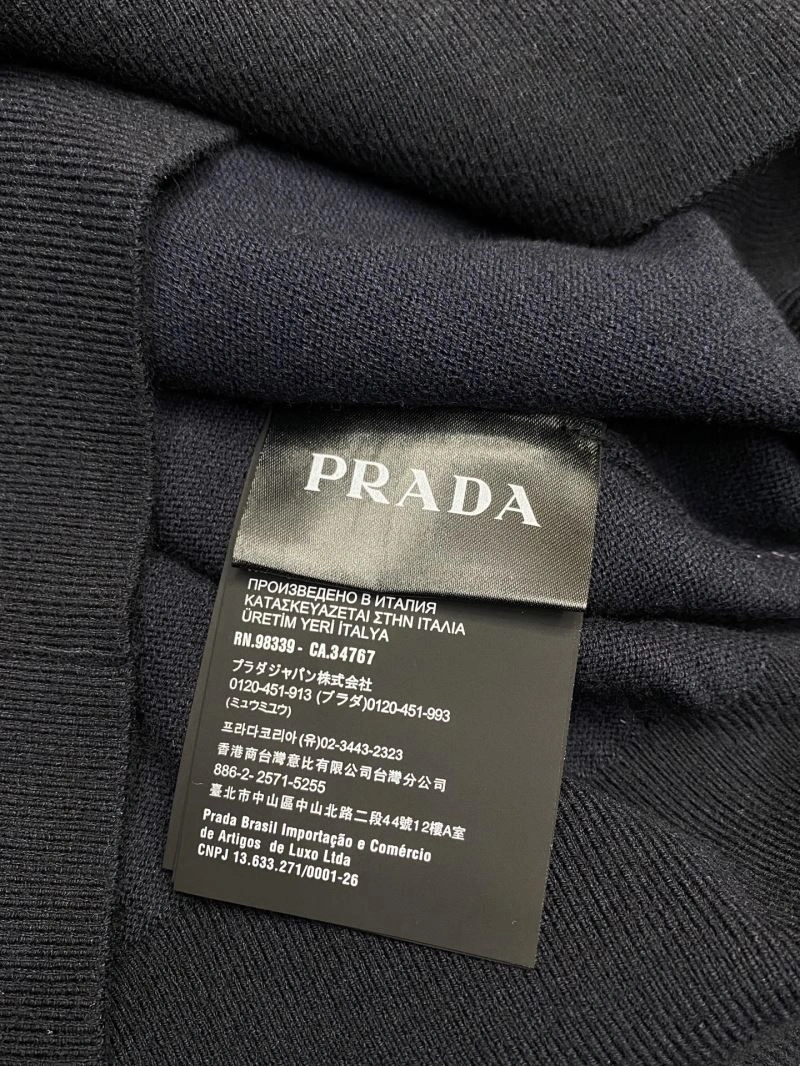 PRADA
ПРОИЗВЕДЕНО В ИТАЛИЯ
ΚΑΤΑΣΚΕΥΑΖΕΤΑΙ ΣΤΗΝ ΙΤΑΛΙΑ
ÜRETİM YERİ İTALYA
RN.98339 - CA.34767
プラダジャパン株式会社
0120-451-913 (プラダ)0120-451-993
(ミュウミユウ)
프라다코리아 (유)02-3443-2323
香港商台灣意比有限公司台灣分公司
886-2- 2571-5255
臺北市中山區中山北路二段44號12樓A室
Prada Brasil Importação e Comércio
de Artigos de Luxo Ltda
CNPJ 13.633.271/0001-26